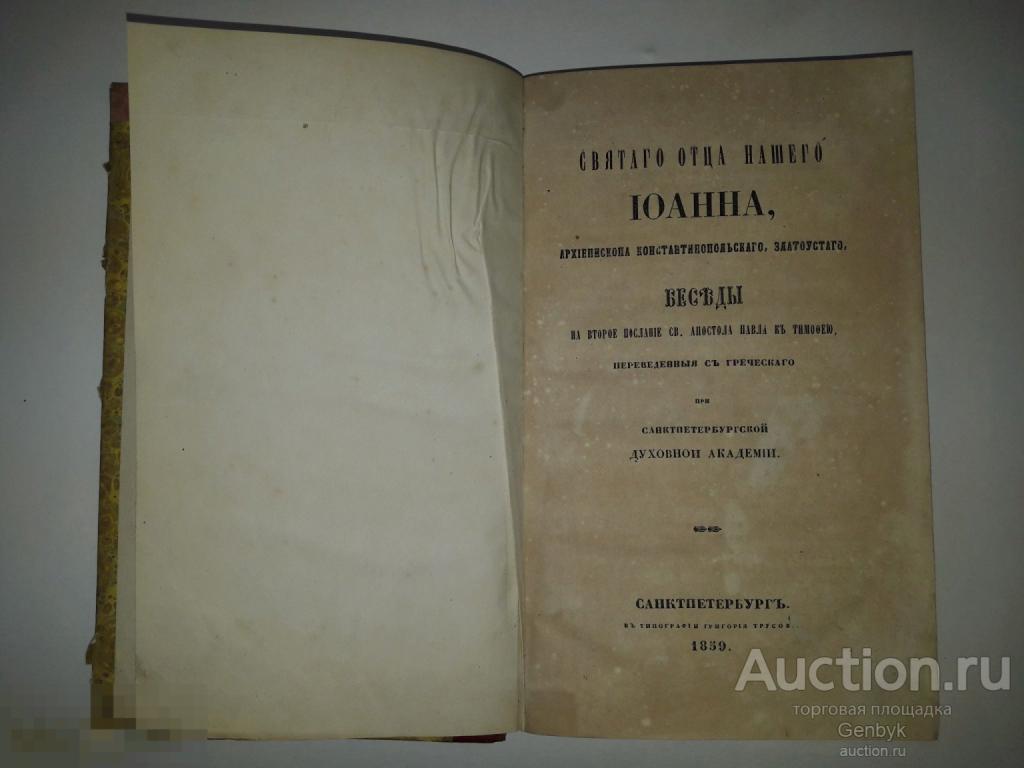 СВЯТАГО ОТЦА НАШЕГО
ІОАННА,
АРХІЕПИСКОПА КОНСТАНТИНОПОЛЬСКАГО, ЗЛАТОУСТАГО,
БЕСѢДЫ
НА ВТОРОЕ ПОСЛАНІЕ СВ. АПОСТОЛА ПАВЛА КЪ ТИМОѲЕЮ,
ПЕРЕВЕДЕННЫЯ СЪ ГРЕЧЕСКАГО
ПРИ
САНКТПЕТЕРБУРГСКОЙ
ДУХОВНОЙ АКАДЕМІИ.
САНКТПЕТЕРБУРГЪ.
ВЪ ТИПОГРАФІИ ГРИГОРІЯ ТРУСОВ
1859.
Auction.ru
торговая площадка
Genbyk
auction.ru